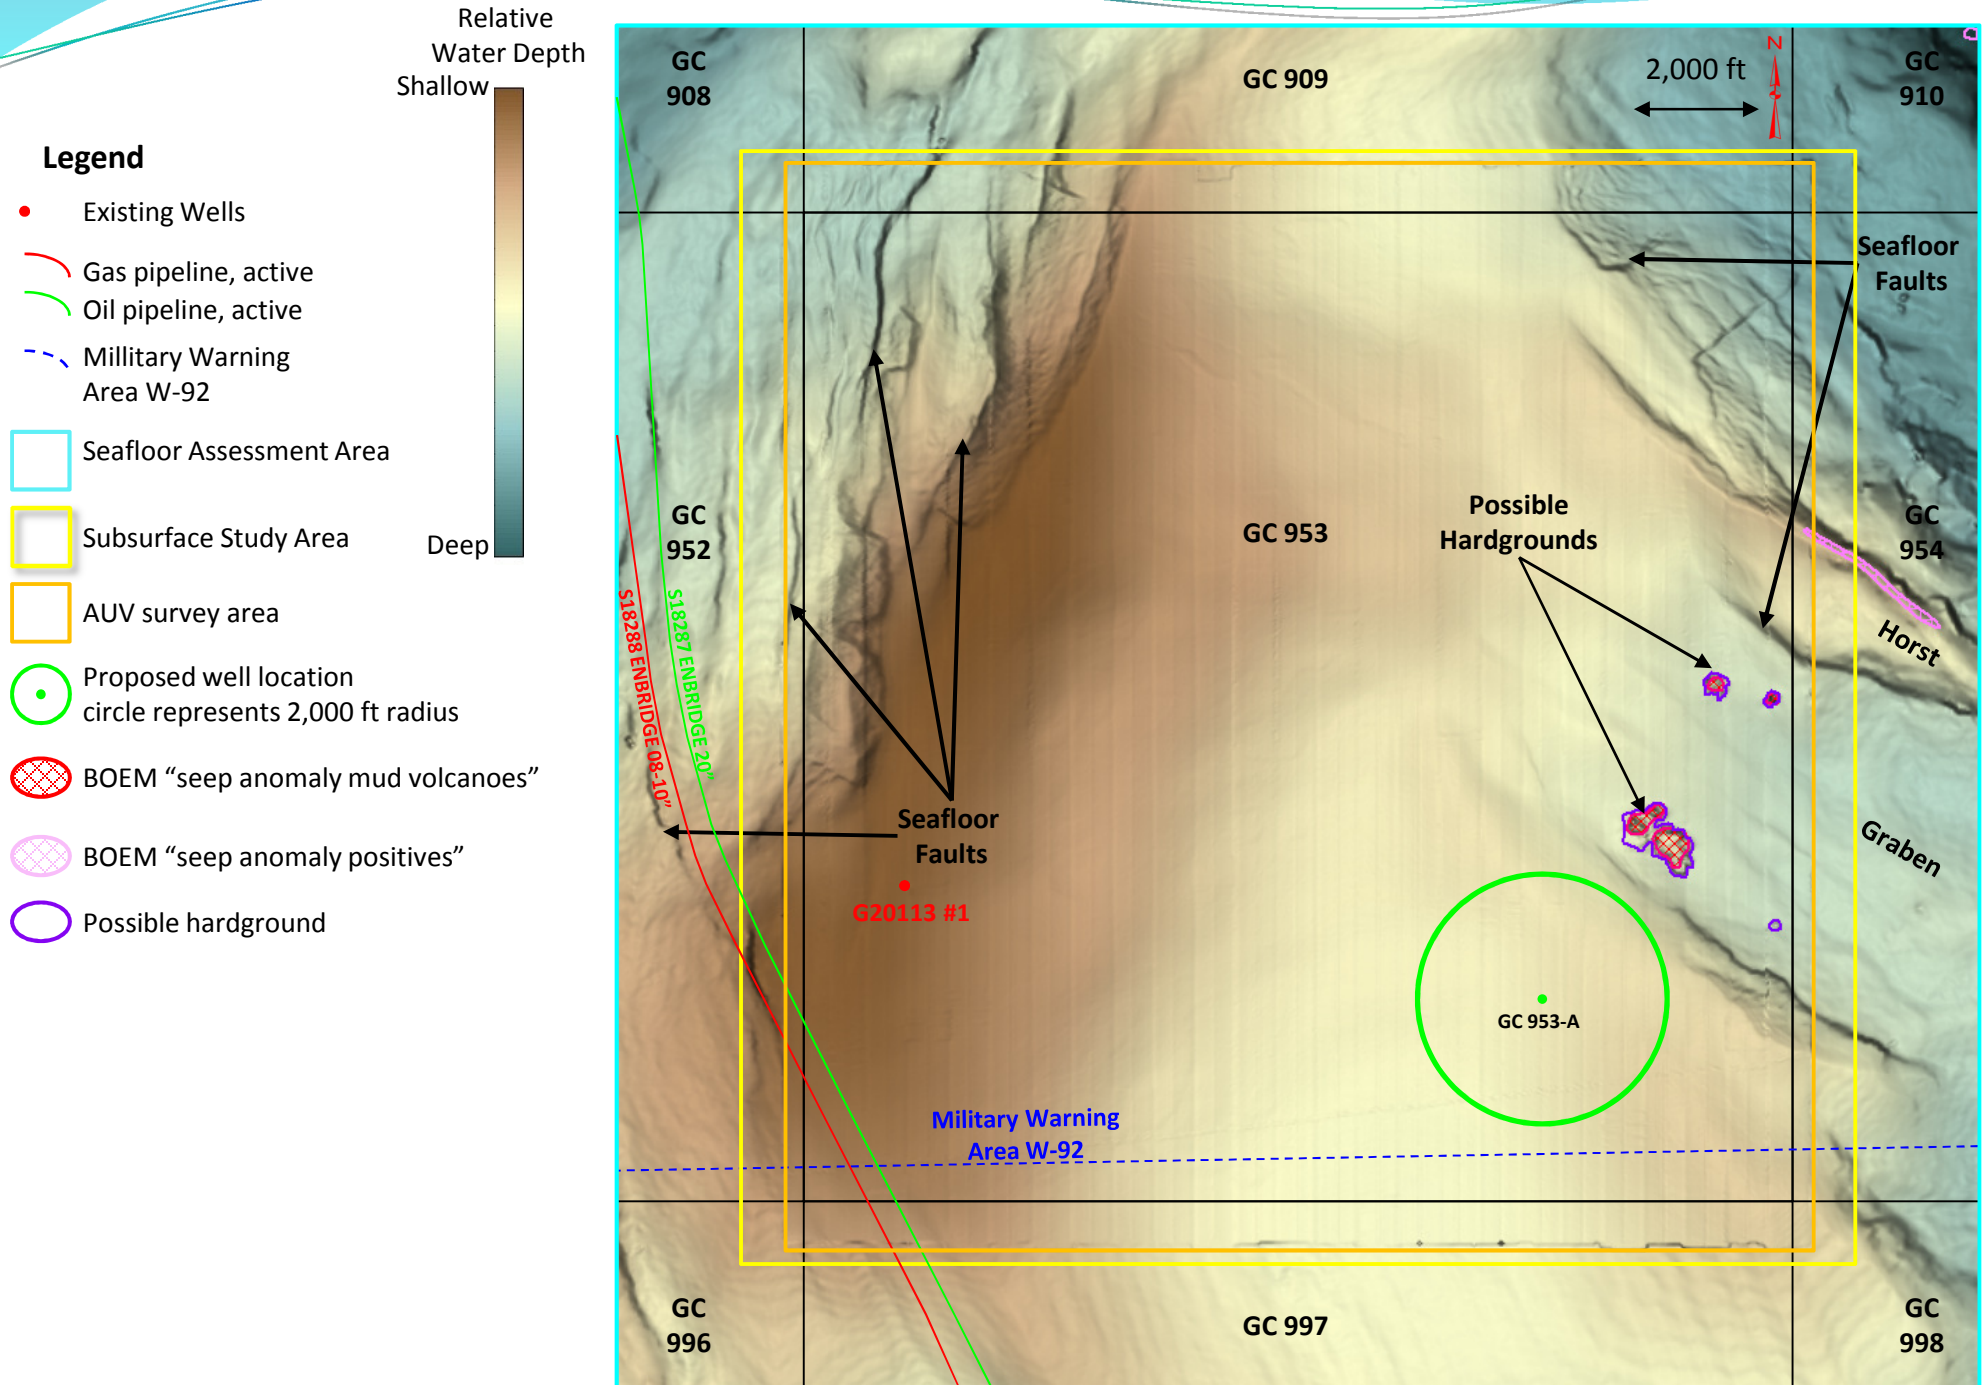 Relative
Water Depth
Shallow
Deep
Legend
Existing Wells
Gas pipeline, active
Oil pipeline, active
Millitary Warning
Area W-92
Seafloor Assessment Area
Subsurface Study Area
AUV survey area
Proposed well location
circle represents 2,000 ft radius
BOEM “seep anomaly mud volcanoes”
BOEM “seep anomaly positives”
Possible hardground
GC
908
GC 909
2,000 ft
N
GC
910
Seafloor
Faults
GC
952
GC 953
Possible
Hardgrounds
GC
954
Horst
S18288 ENBRIDGE 08-10”
S18287 ENBRIDGE 20”
Seafloor
Faults
Graben
G20113 #1
GC 953-A
Military Warning
Area W-92
GC
996
GC 997
GC
998